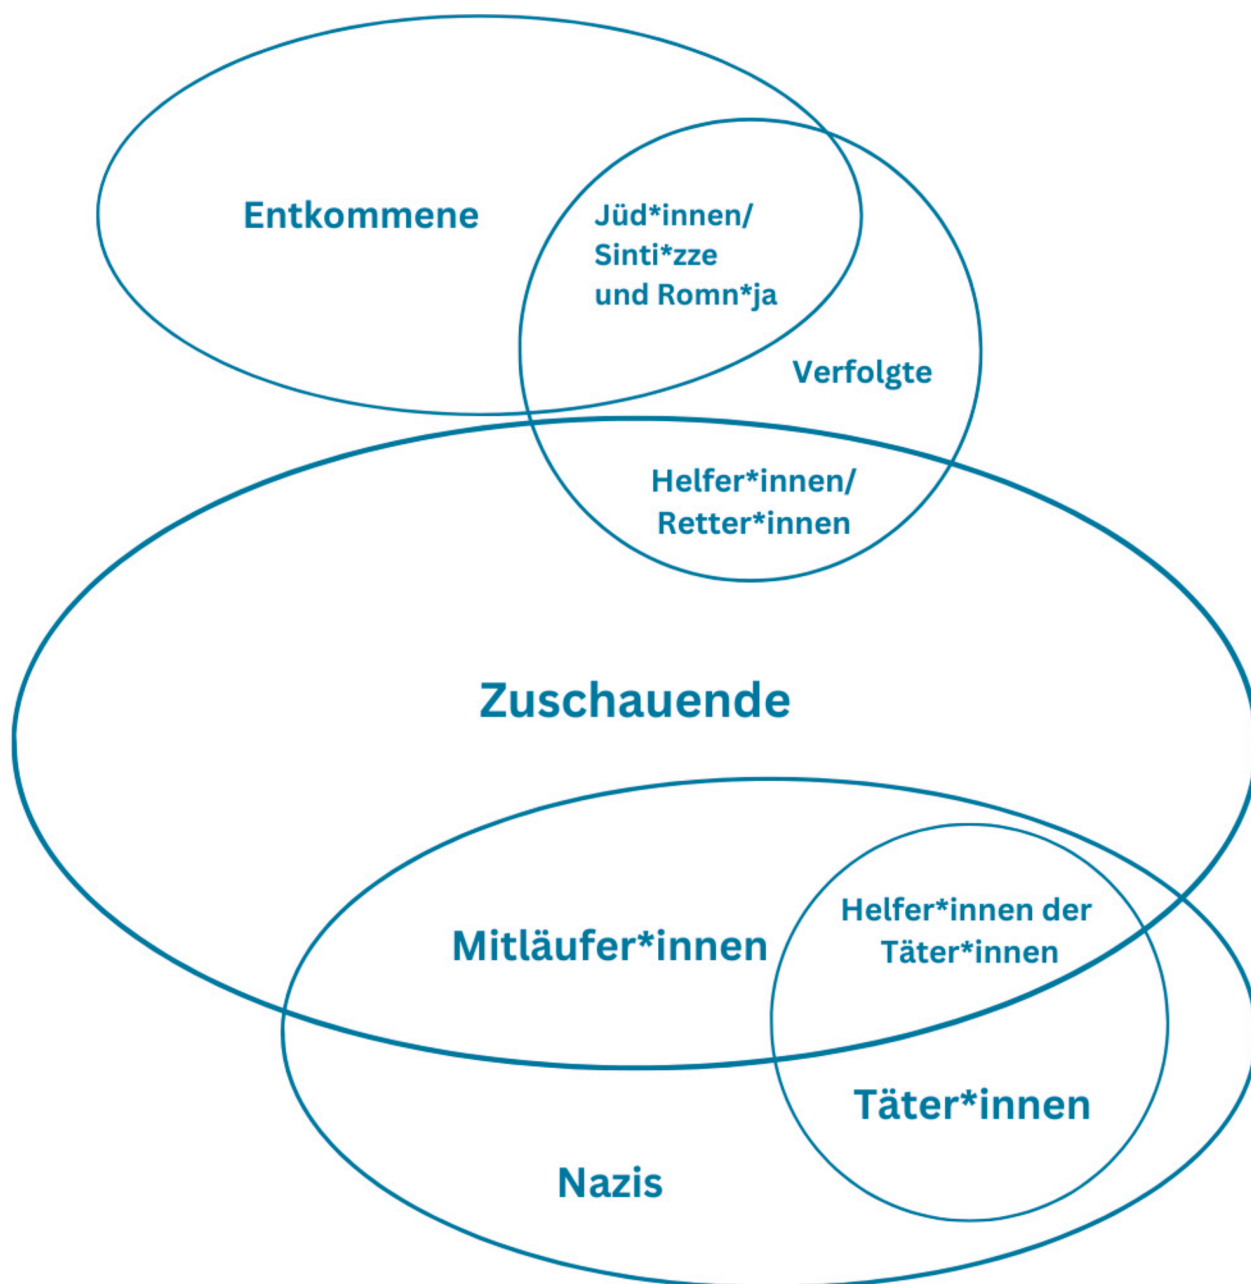 Entkommene
Jüd*innen/
Sinti*zze
und Romn*ja
Verfolgte
Helfer*innen/
Retter*innen
Zuschauende
Mitläufer*innen
Helfer*innen der
Täter*innen
Täter*innen
Nazis